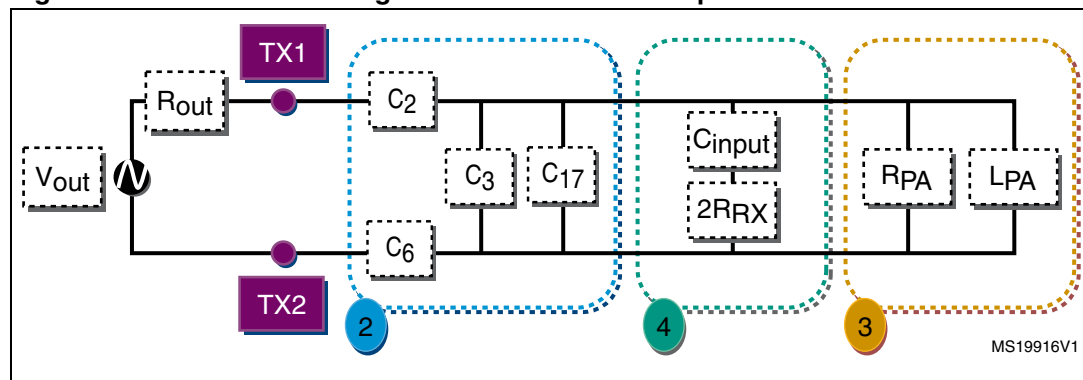 TX1
Rout
C2
Vout
C3
C17
Cinput
2RRX
RPA
LPA
C6
TX2
2
4
3
MS19916V1